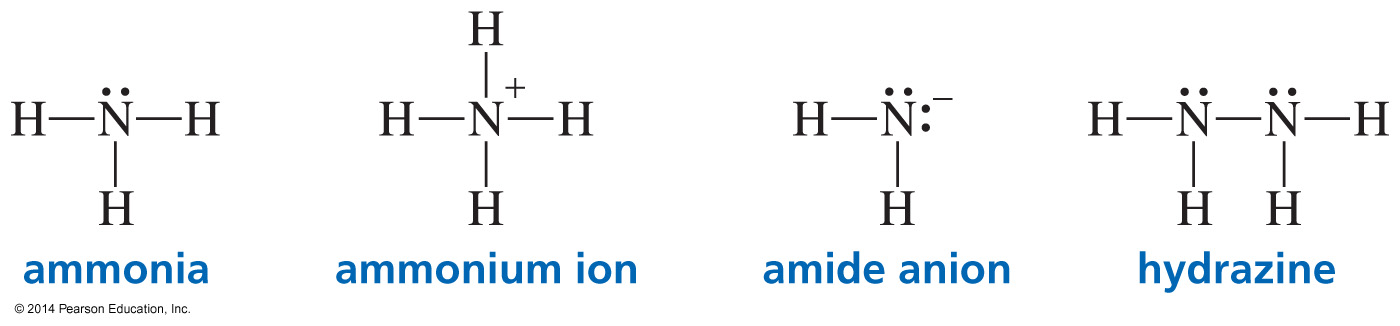 H
H—N̈—H H—N⁺—H H—N̈:⁻ H—N̈—N̈—H
H H H H H
ammonia ammonium ion amide anion hydrazine
© 2014 Pearson Education, Inc.